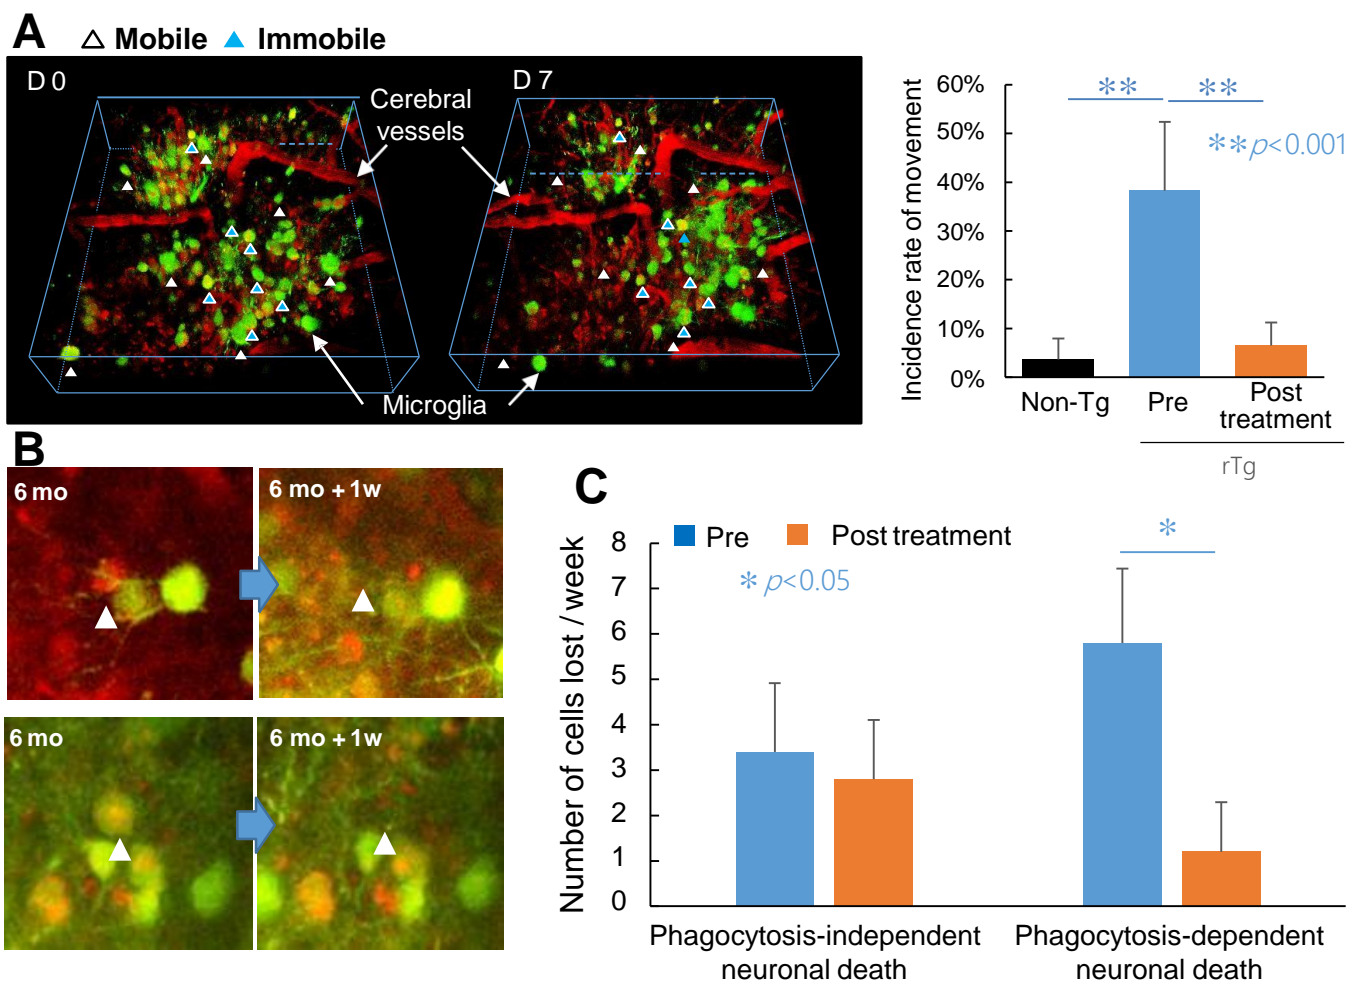 A
△ Mobile ▲ Immobile
D 0
D 7
Cerebral
vessels
Microglia
Incidence rate of movement
60%
50%
40%
30%
20%
10%
0%
** **
**p<0.001
Non-Tg Pre Post
treatment
rTg
B
6 mo
6 mo + 1w
6 mo
6 mo + 1w
C
Pre Post treatment
* p<0.05
*
Number of cells lost / week
8
7
6
5
4
3
2
1
0
Phagocytosis-independent
neuronal death
Phagocytosis-dependent
neuronal death